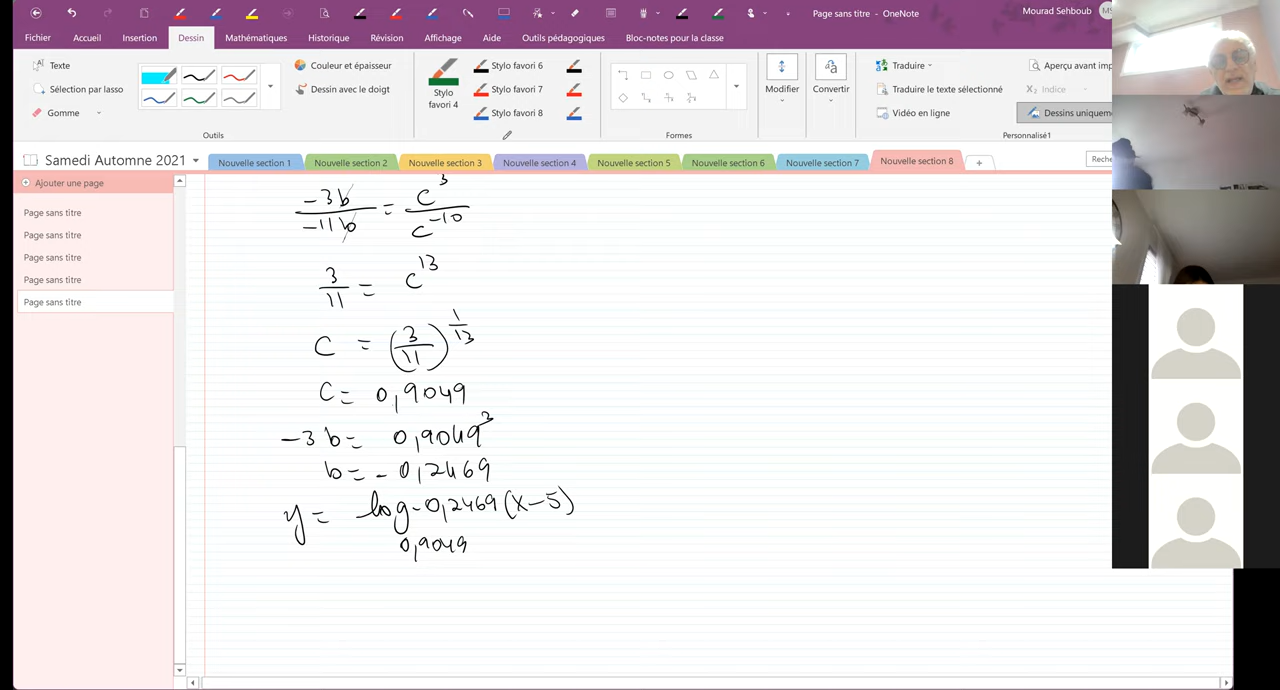 Page sans titre - OneNote
Mourad Sehboub
MS
Fichier
Accueil
Insertion
Dessin
Mathématiques
Historique
Révision
Affichage
Aide
Outils pédagogiques
Bloc-notes pour la classe
Texte
Sélection par lasso
Gomme
Outils
Couleur et épaisseur
Dessin avec le doigt
Stylo favori 4
Stylo favori 6
Stylo favori 7
Stylo favori 8
Formes
Modifier
Convertir
Traduire
Traduire le texte sélectionné
Vidéo en ligne
Aperçu avant imp
Indice
Dessins uniqueme
Personnalisé1
Samedi Automne 2021
Nouvelle section 1
Nouvelle section 2
Nouvelle section 3
Nouvelle section 4
Nouvelle section 5
Nouvelle section 6
Nouvelle section 7
Nouvelle section 8
Reche
Ajouter une page
Page sans titre
Page sans titre
Page sans titre
Page sans titre
Page sans titre
-3b/-11b = c^3/c^-10
3/11 = c^13
c = (3/11)^1/13
c = 0,9049
-3b = 0,9049^3
b = -0,2469
y = log -0,2469(x-5)
0,9049